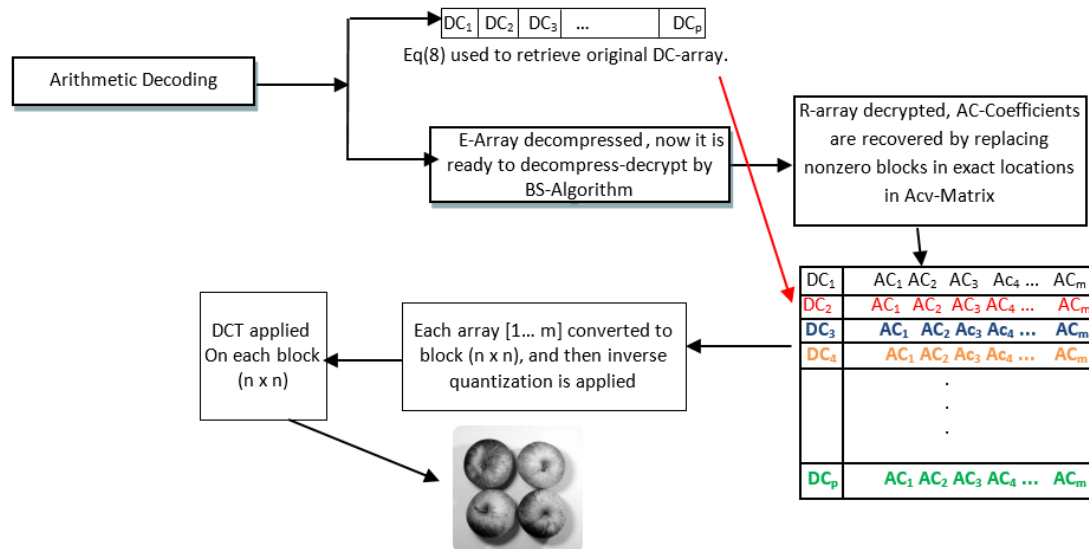 DC₁ DC₂ DC₃ ... DCₚ
Eq(8) used to retrieve original DC-array.
Arithmetic Decoding
E-Array decompressed, now it is
ready to decompress-decrypt by
BS-Algorithm
R-array decrypted, AC-Coefficients
are recovered by replacing
nonzero blocks in exact locations
in Acv-Matrix
DC₁ AC₁ AC₂ AC₃ Ac₄ ... ACₘ
DC₂ AC₁ AC₂ AC₃ AC₄ ... ACₘ
DC₃ AC₁ AC₂ Ac₃ Ac₄ ... ACₘ
DC₄ AC₁ AC₂ Ac₃ AC₄ ... ACₘ
.
.
.
DCₚ AC₁ AC₂ AC₃ AC₄ ... ACₘ
Each array [1... m] converted to
block (n x n), and then inverse
quantization is applied
DCT applied
On each block
(n x n)